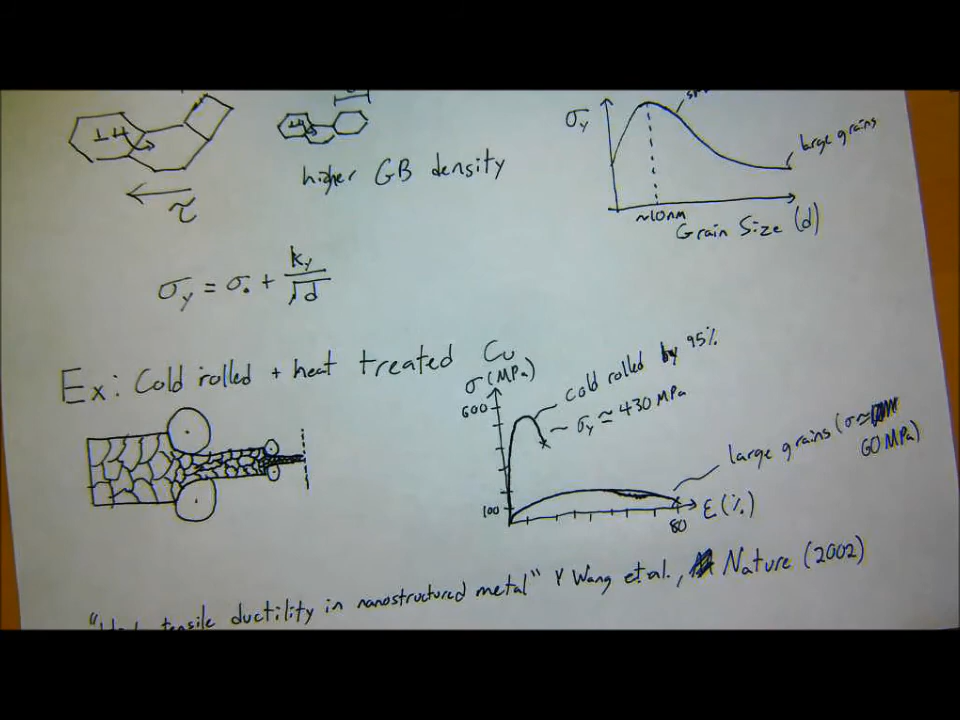 σy
large grains
higher GB density
~10nm
Grain Size (d)
τ
σy = σ₀ + ky/√d
Ex: Cold rolled + heat treated Cu
σ (MPa)
600
cold rolled by 95%
~ σy ≃ 430 MPa
large grains (σ≃
60 MPa)
100
80
ε (%)
tensile ductility in nanostructured metal" Y Wang et al., Nature (2002)